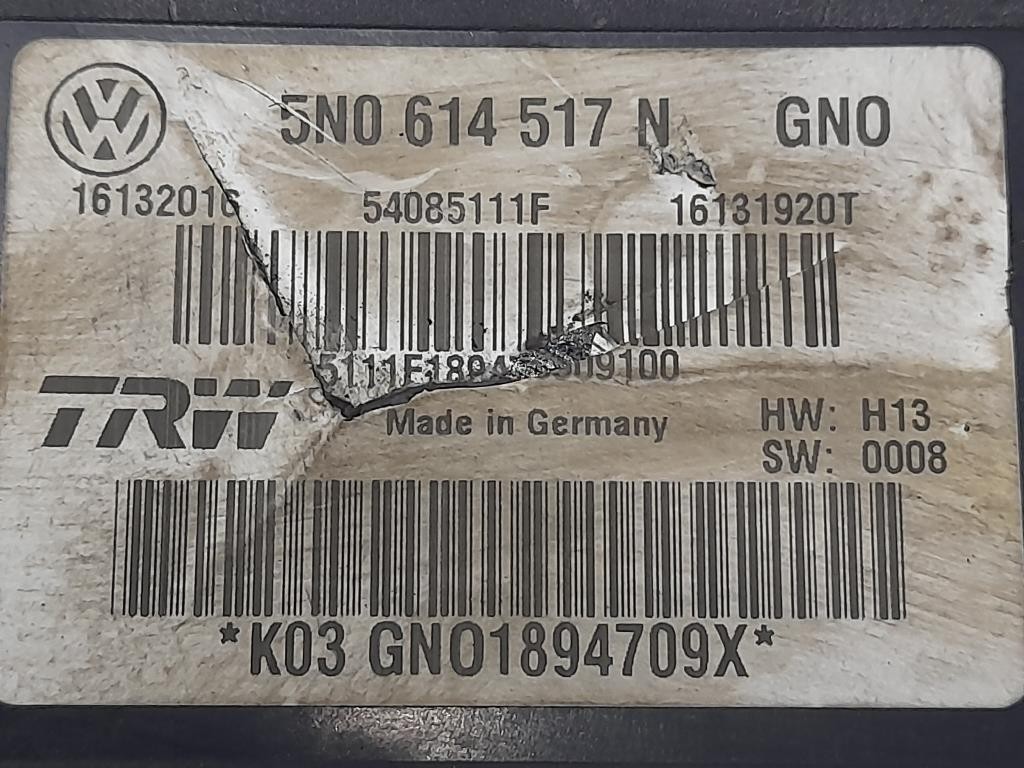 5N0 614 517 N GNO
16132016 54085111F 16131920T
TRW
Made in Germany
HW: H13
SW: 0008
*K03 GNO1894709X*